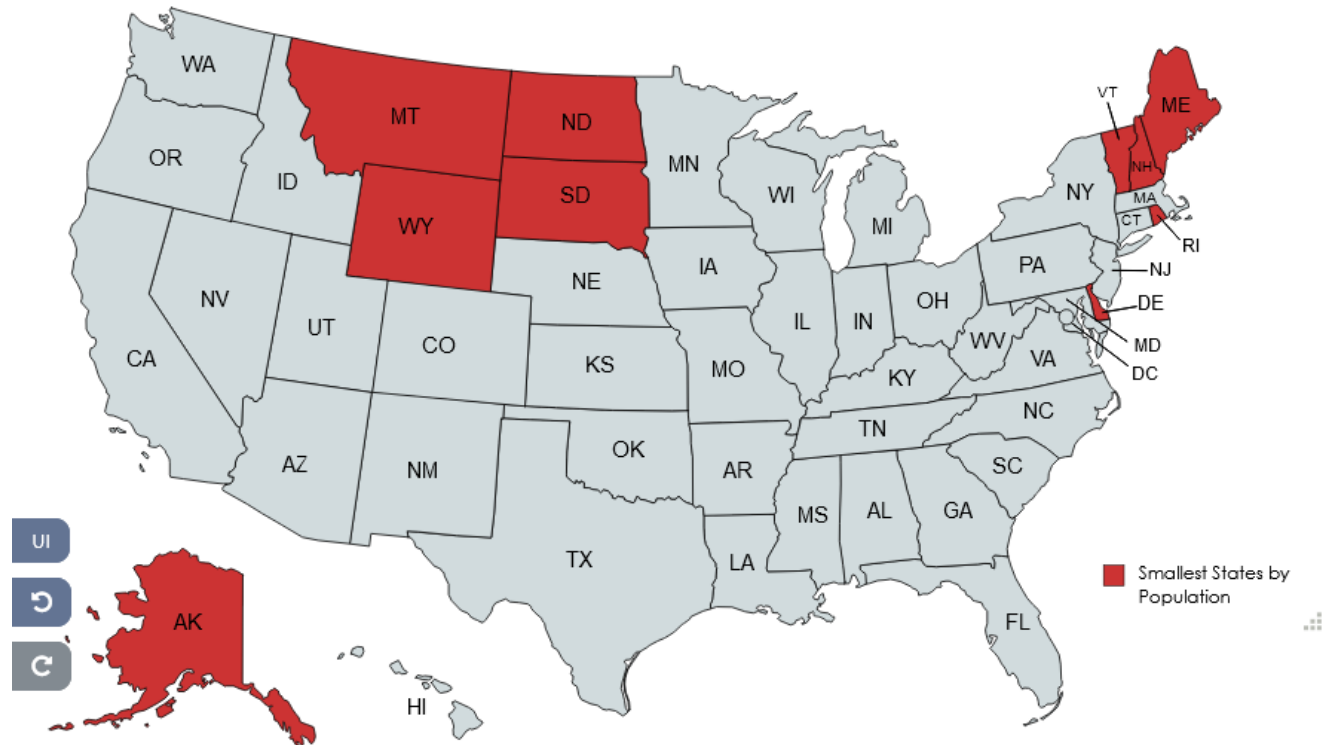 WA
MT
ND
MN
VT
ME
OR
ID
SD
WI
NH
NY
MA
WY
MI
CT
RI
IA
PA
NJ
NE
NV
OH
DE
UT
IL
IN
CO
WV
MD
CA
KS
MO
VA
DC
KY
NC
TN
OK
AZ
NM
AR
SC
MS
AL
GA
UI
TX
LA
Smallest States by
Population
AK
FL
HI